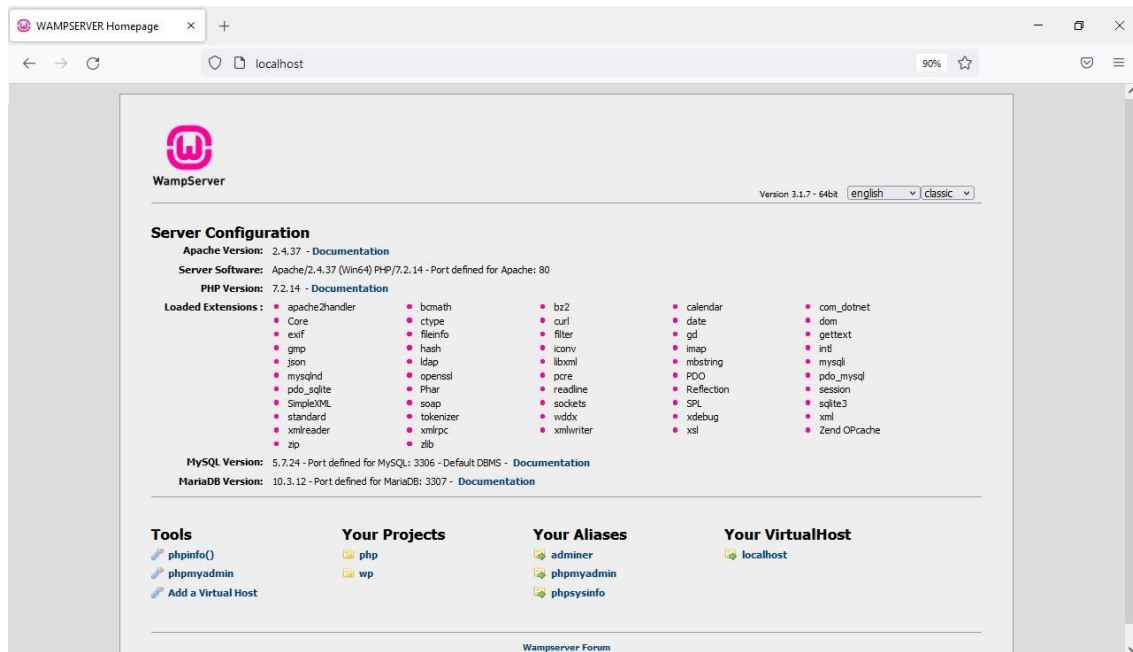 WAMPSERVER Homepage
localhost
90%
WampServer
Version 3.1.7 - 64bit english classic
Server Configuration
Apache Version: 2.4.37 - Documentation
Server Software: Apache/2.4.37 (Win64) PHP/7.2.14 - Port defined for Apache: 80
PHP Version: 7.2.14 - Documentation
Loaded Extensions : apache2handler bcmath bz2 calendar com_dotnet
Core ctype curl date dom
exif fileinfo filter gd gettext
gmp hash iconv imap intl
json ldap libxml mbstring mysqli
mysqlnd openssl pcre PDO pdo_mysql
pdo_sqlite Phar readline Reflection session
SimpleXML soap sockets SPL sqlite3
standard tokenizer wddx xdebug xml
xmlreader xmlrpc xmlwriter xsl Zend OPcache
zip zlib
MySQL Version: 5.7.24 - Port defined for MySQL: 3306 - Default DBMS - Documentation
MariaDB Version: 10.3.12 - Port defined for MariaDB: 3307 - Documentation
Tools Your Projects Your Aliases Your VirtualHost
phpinfo() php adminer localhost
phpmyadmin wp phpmyadmin
Add a Virtual Host phpsysinfo
Wampserver Forum